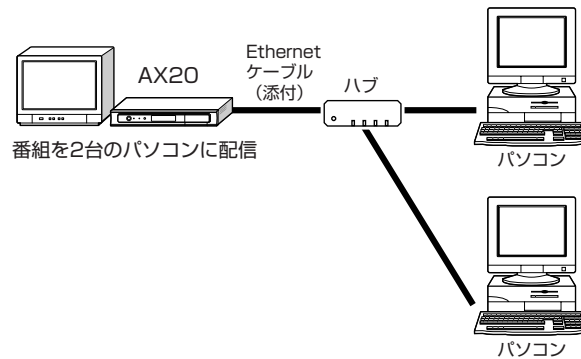 Ethernet
ケーブル
（添付）
AX20
ハブ
番組を2台のパソコンに配信
パソコン
パソコン